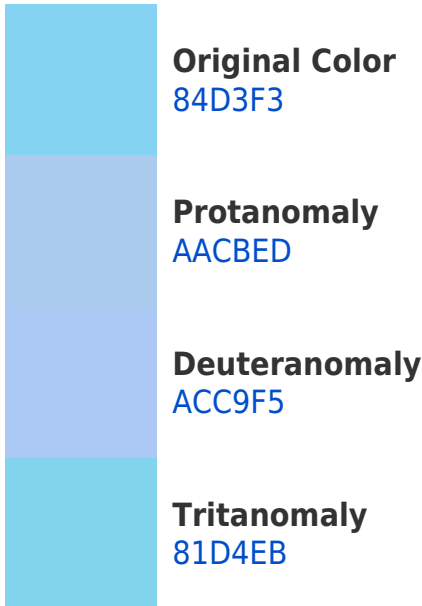 Original Color
84D3F3
Protanomaly
AACBED
Deuteranomaly
ACC9F5
Tritanomaly
81D4EB